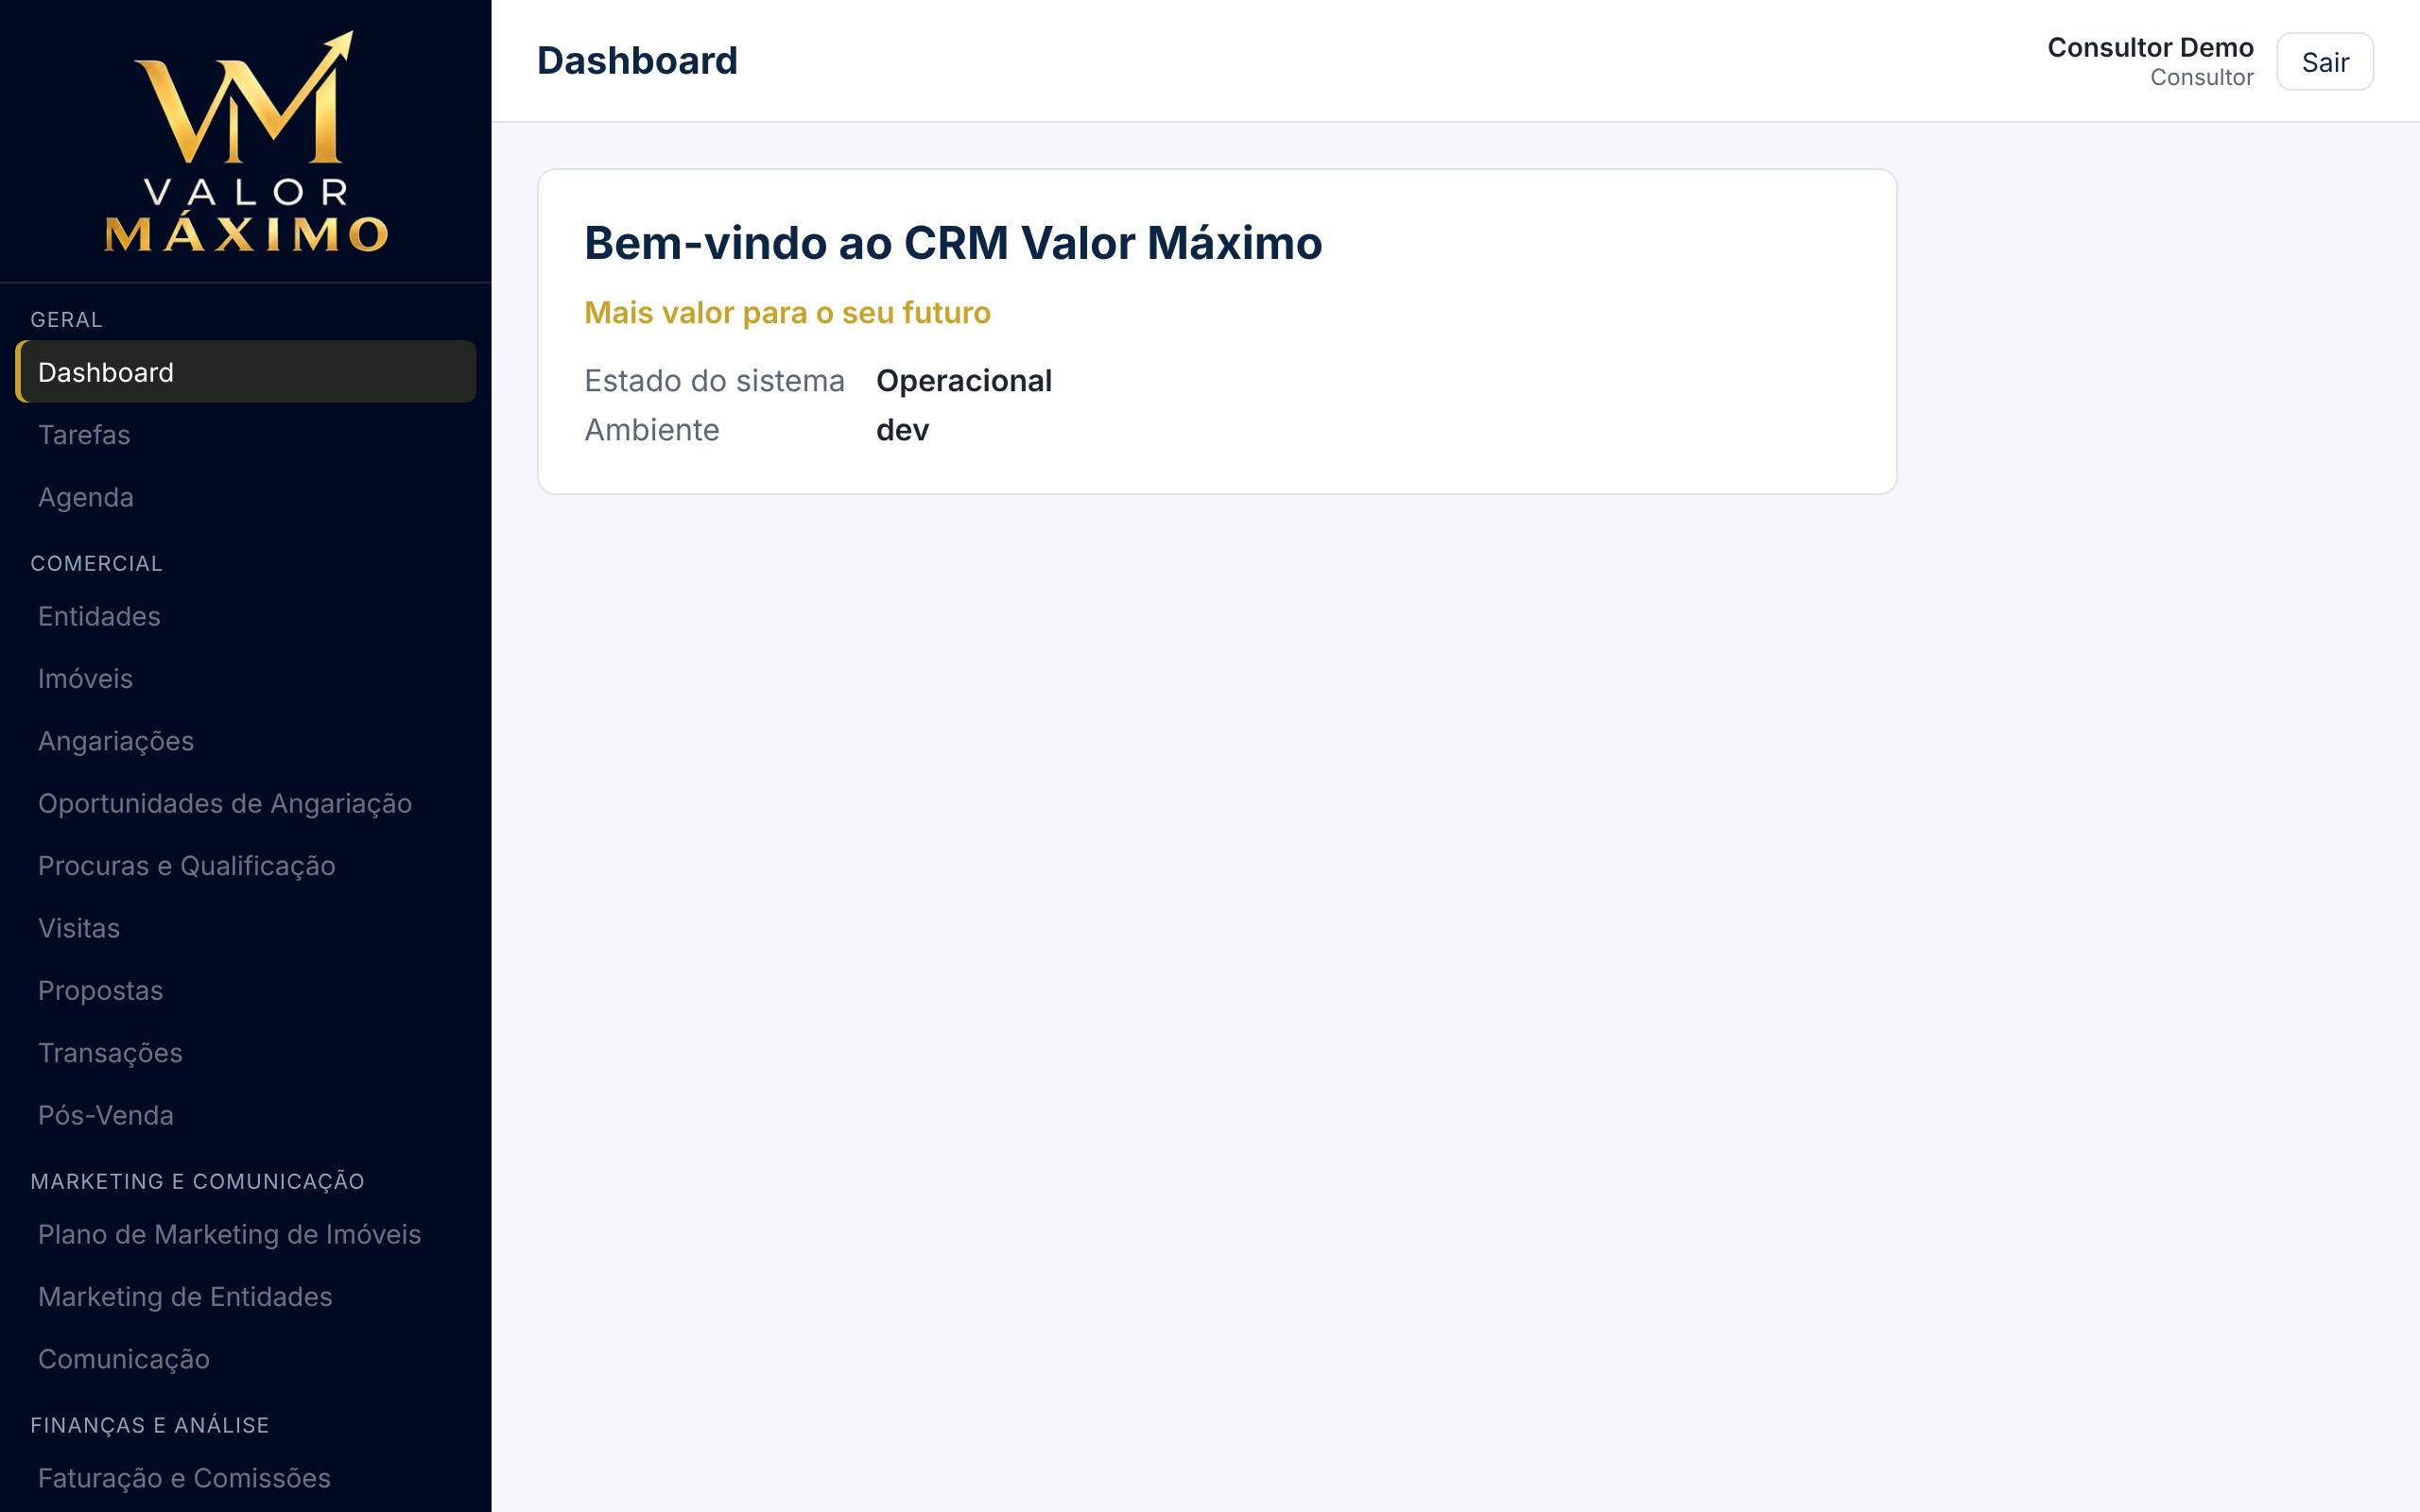 VM
VALOR
MÁXIMO
GERAL
Dashboard
Tarefas
Agenda
COMERCIAL
Entidades
Imóveis
Angariações
Oportunidades de Angariação
Procuras e Qualificação
Visitas
Propostas
Transações
Pós-Venda
MARKETING E COMUNICAÇÃO
Plano de Marketing de Imóveis
Marketing de Entidades
Comunicação
FINANÇAS E ANÁLISE
Faturação e Comissões
Dashboard
Consultor Demo
Consultor
Sair
Bem-vindo ao CRM Valor Máximo
Mais valor para o seu futuro
Estado do sistema Operacional
Ambiente dev